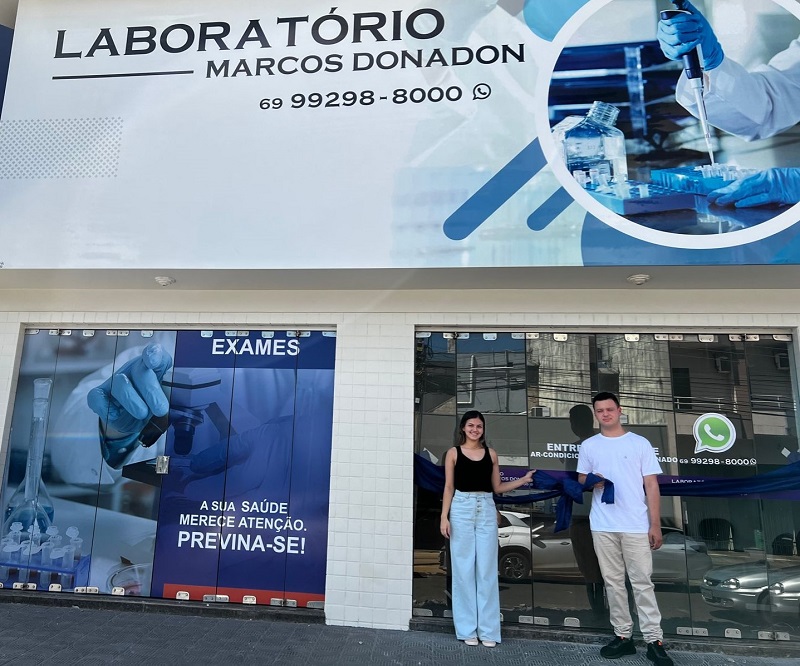 LABORATÓRIO
MARCOS DONADON
69 99298-8000
EXAMES
A SUA SAÚDE
MERECE ATENÇÃO.
PREVINA-SE!
69 99298-8000